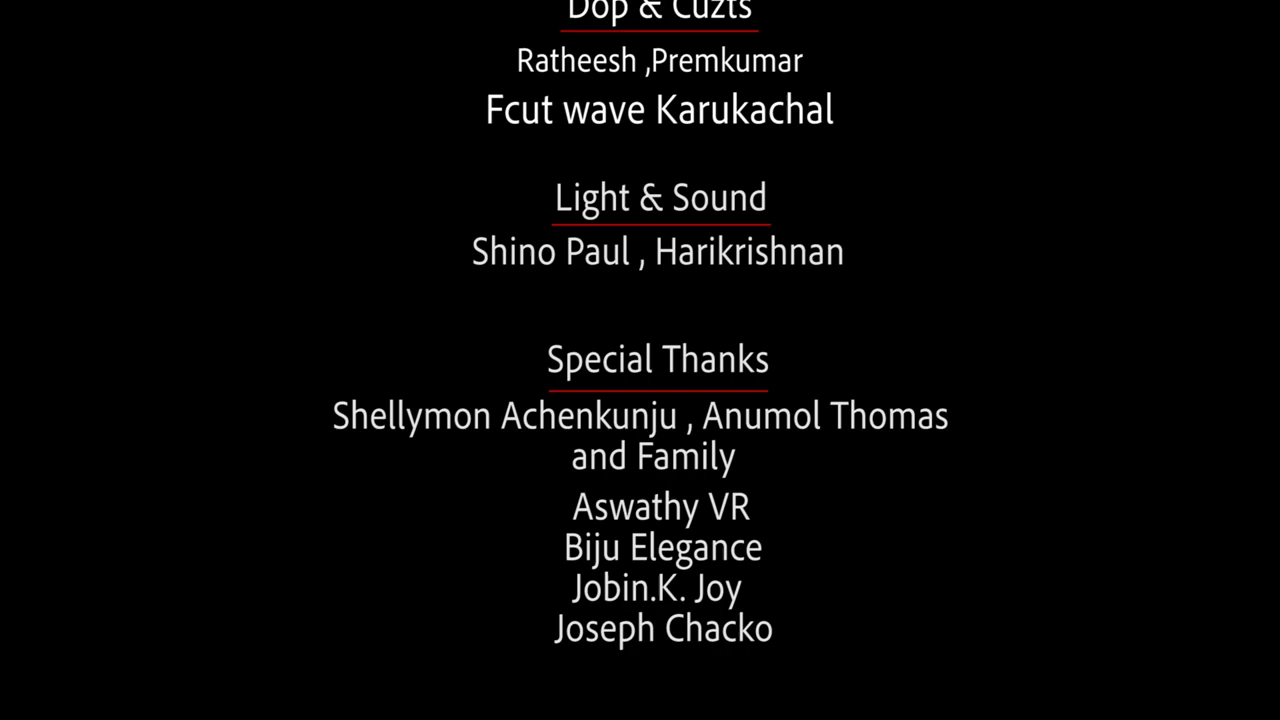 Dop & Cuzts
Ratheesh ,Premkumar
Fcut wave Karukachal
Light & Sound
Shino Paul , Harikrishnan
Special Thanks
Shellymon Achenkunju , Anumol Thomas
and Family
Aswathy VR
Biju Elegance
Jobin.K. Joy
Joseph Chacko